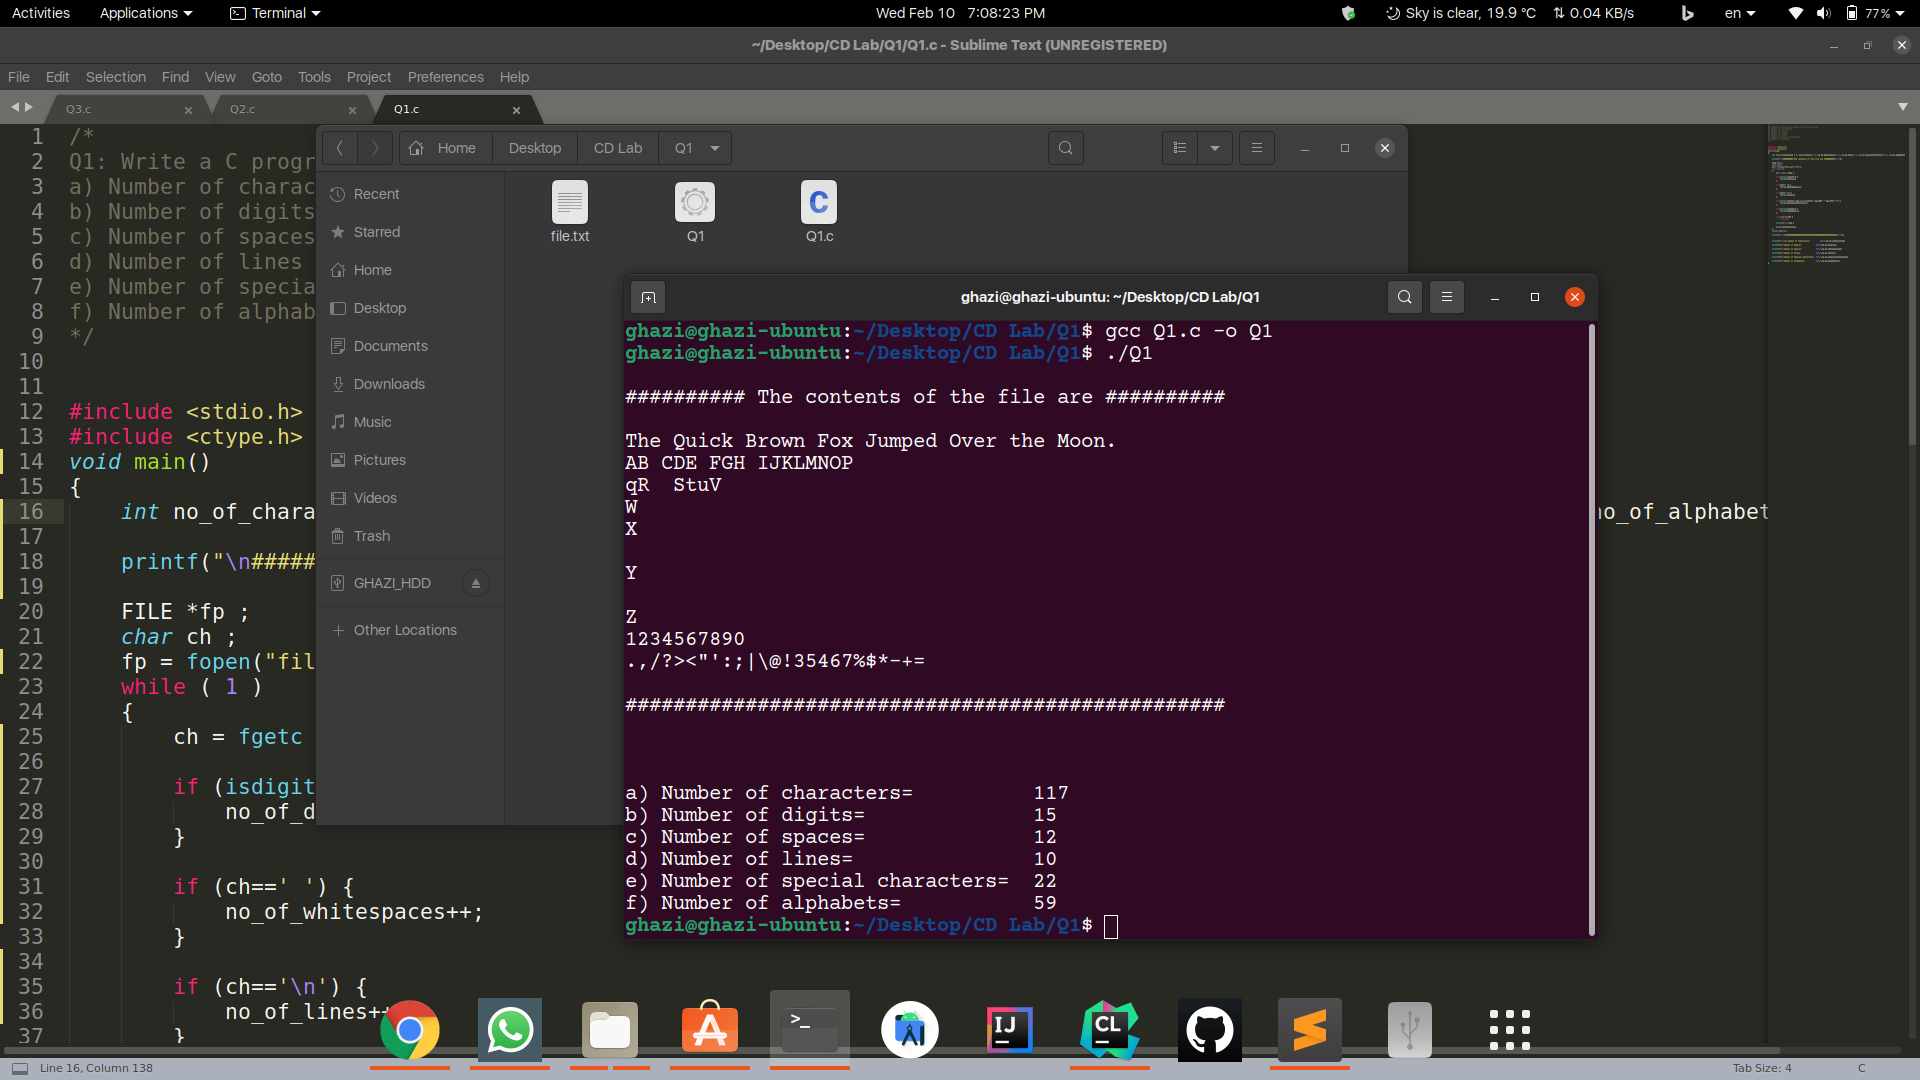 Activities Applications Terminal Wed Feb 10 7:08:23 PM Sky is clear, 19.9 °C 0.04 KB/s en 77%
~/Desktop/CD Lab/Q1/Q1.c - Sublime Text (UNREGISTERED)
File Edit Selection Find View Goto Tools Project Preferences Help
Q3.c Q2.c Q1.c
1 /*
2 Q1: Write a C progr
3 a) Number of charac
4 b) Number of digits
5 c) Number of spaces
6 d) Number of lines
7 e) Number of specia
8 f) Number of alphab
9 */
10
11
12 #include <stdio.h>
13 #include <ctype.h>
14 void main()
15 {
16 int no_of_chara no_of_alphabet
17
18 printf("\n#####
19
20 FILE *fp ;
21 char ch ;
22 fp = fopen("fil
23 while ( 1 )
24 {
25 ch = fgetc
26
27 if (isdigit
28 no_of_d
29 }
30
31 if (ch==' ') {
32 no_of_whitespaces++;
33 }
34
35 if (ch=='\n') {
36 no_of_lines++
37 }
Home Desktop CD Lab Q1
Recent
Starred
Home
Desktop
Documents
Downloads
Music
Pictures
Videos
Trash
GHAZI_HDD
Other Locations
file.txt Q1 C Q1.c
ghazi@ghazi-ubuntu: ~/Desktop/CD Lab/Q1
ghazi@ghazi-ubuntu:~/Desktop/CD Lab/Q1$ gcc Q1.c -o Q1
ghazi@ghazi-ubuntu:~/Desktop/CD Lab/Q1$ ./Q1
########## The contents of the file are ##########
The Quick Brown Fox Jumped Over the Moon.
AB CDE FGH IJKLMNOP
qR  StuV
W
X
Y
Z
1234567890
.,/?><"':;|\@!35467%$*-+=
##################################################
a) Number of characters= 117
b) Number of digits= 15
c) Number of spaces= 12
d) Number of lines= 10
e) Number of special characters= 22
f) Number of alphabets= 59
ghazi@ghazi-ubuntu:~/Desktop/CD Lab/Q1$
>_ IJ CL
Line 16, Column 138 Tab Size: 4 C